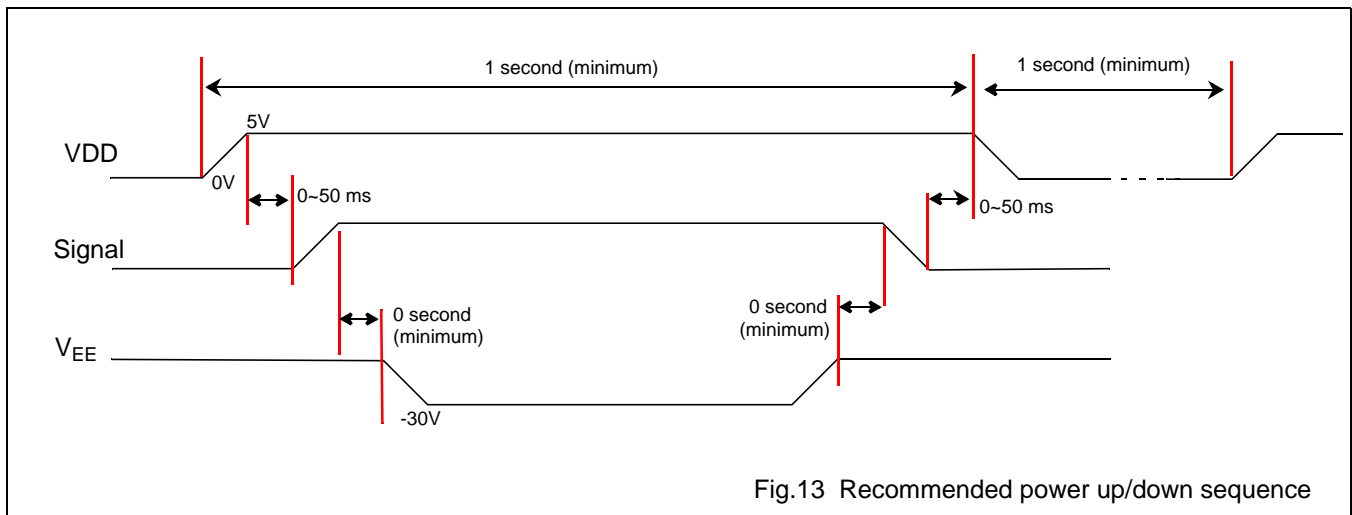 1 second (minimum)
1 second (minimum)
5V
VDD
0V
0~50 ms
0~50 ms
Signal
0 second
(minimum)
0 second
(minimum)
VEE
-30V
Fig.13 Recommended power up/down sequence